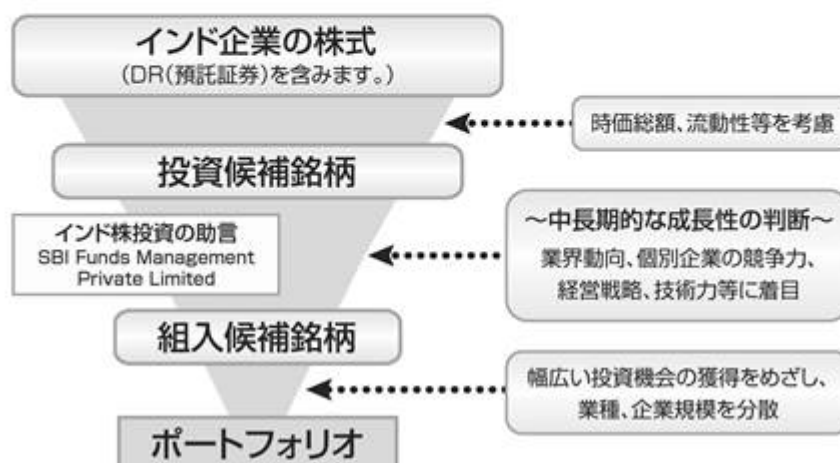 インド企業の株式
(DR(預託証券)を含みます。)
時価総額、流動性等を考慮
投資候補銘柄
インド株投資の助言
SBI Funds Management
Private Limited
～中長期的な成長性の判断～
業界動向、個別企業の競争力、
経営戦略、技術力等に着目
組入候補銘柄
幅広い投資機会の獲得をめざし、
業種、企業規模を分散
ポートフォリオ